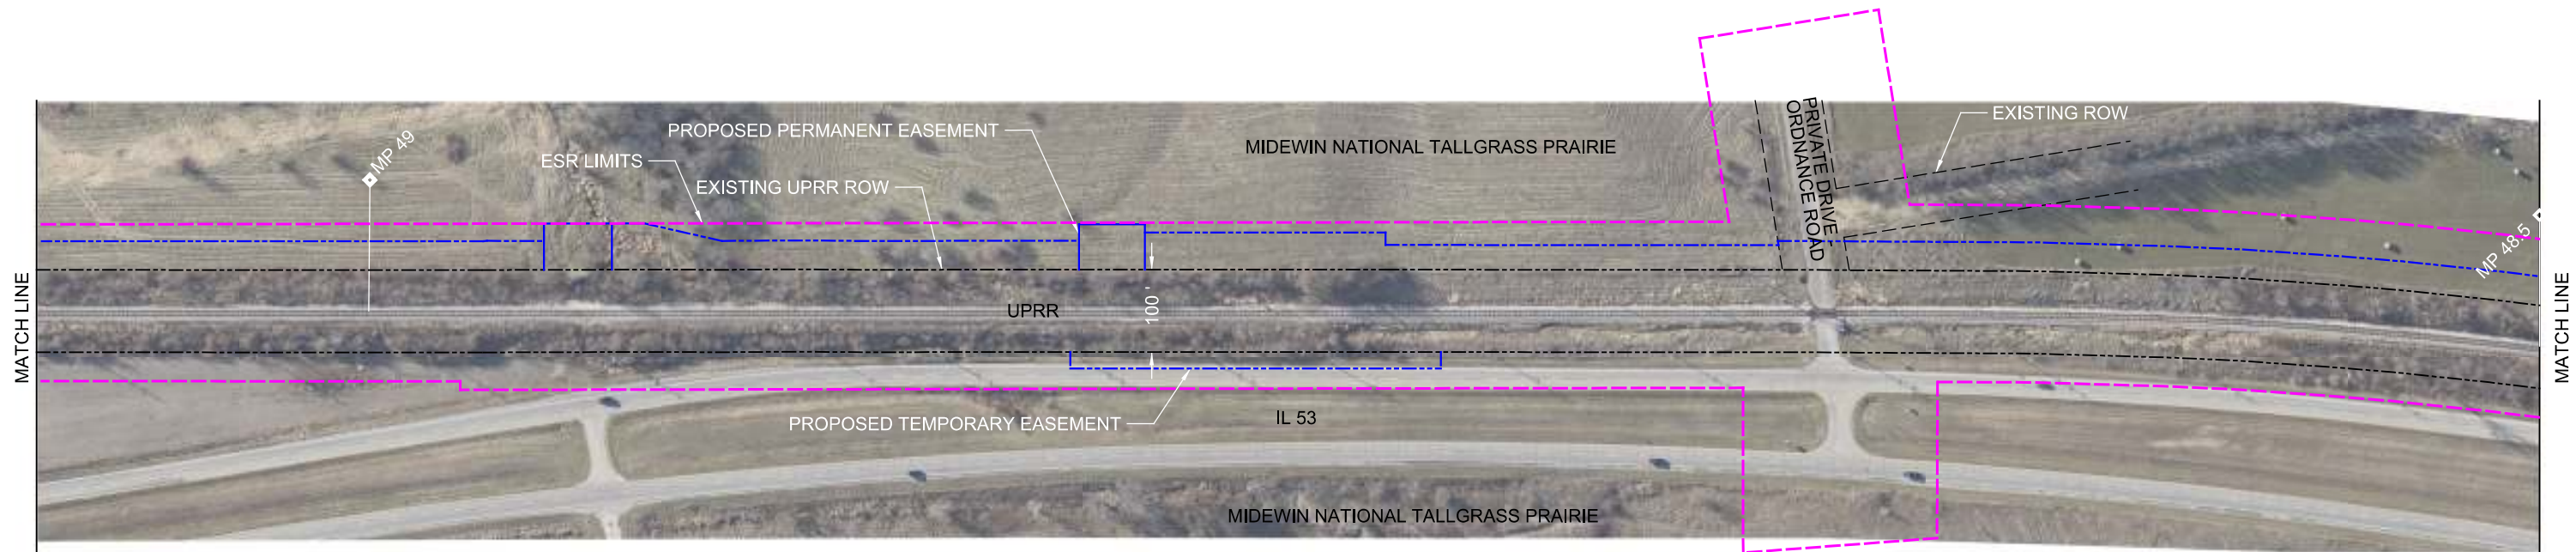 MATCH LINE
MP 49
PROPOSED PERMANENT EASEMENT
ESR LIMITS
EXISTING UPRR ROW
MIDEWIN NATIONAL TALLGRASS PRAIRIE
PRIVATE DRIVE
ORDNANCE ROAD
EXISTING ROW
MP 48.5
UPRR
100 '
PROPOSED TEMPORARY EASEMENT
IL 53
MIDEWIN NATIONAL TALLGRASS PRAIRIE
MATCH LINE